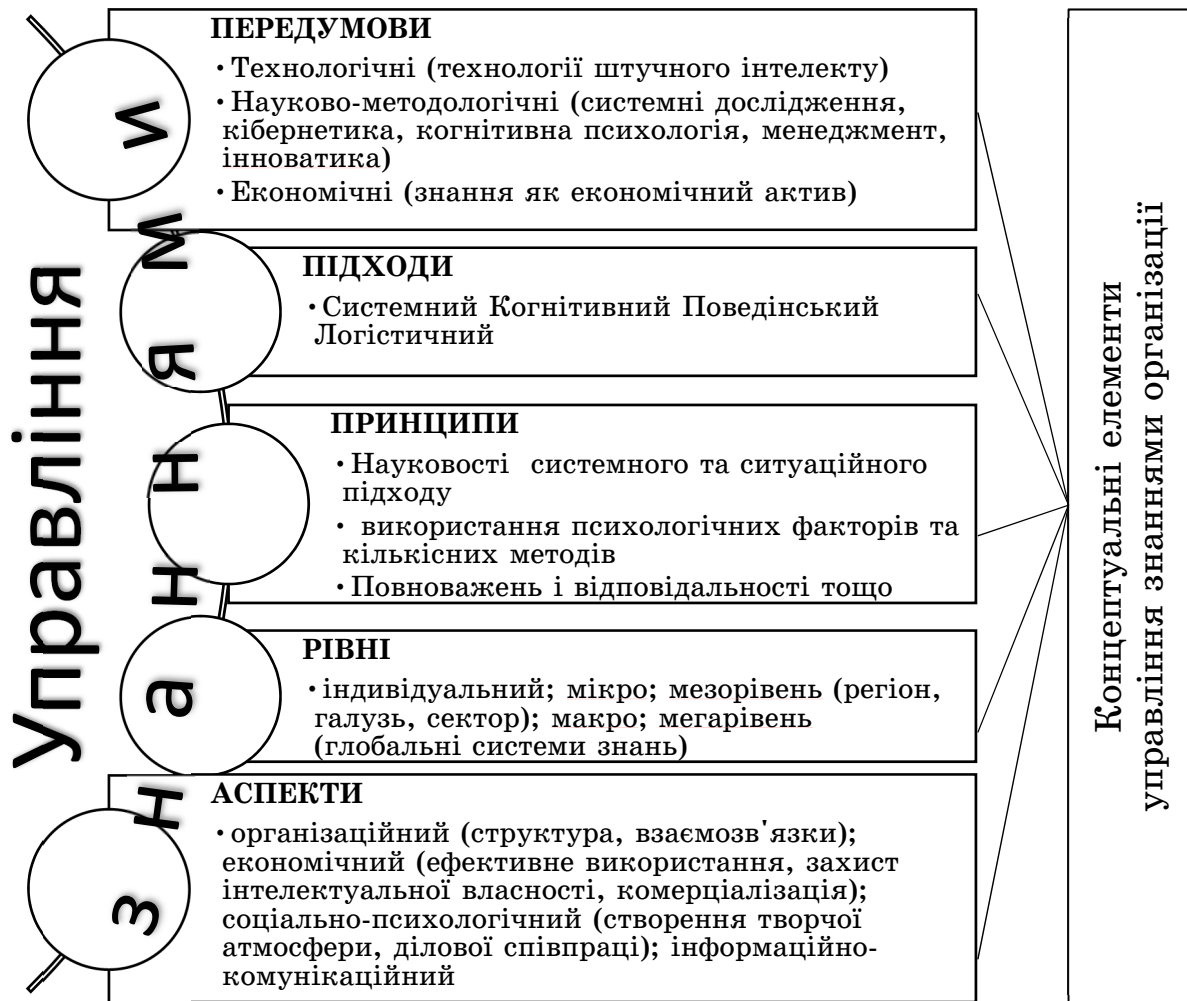 Управління
знаннями
ПЕРЕДУМОВИ
· Технологічні (технології штучного інтелекту)
· Науково-методологічні (системні дослідження,
кібернетика, когнітивна психологія, менеджмент,
інноватика)
· Економічні (знання як економічний актив)
ПІДХОДИ
· Системний Когнітивний Поведінський
Логістичний
ПРИНЦИПИ
· Науковості системного та ситуаційного
підходу
· використання психологічних факторів та
кількісних методів
· Повноважень і відповідальності тощо
РІВНІ
· індивідуальний; мікро; мезорівень (регіон,
галузь, сектор); макро; мегарівень
(глобальні системи знань)
АСПЕКТИ
· організаційний (структура, взаємозв'язки);
економічний (ефективне використання, захист
інтелектуальної власності, комерціалізація);
соціально-психологічний (створення творчої
атмосфери, ділової співпраці); інформаційно-
комунікаційний
Концептуальні елементи
управління знаннями організації